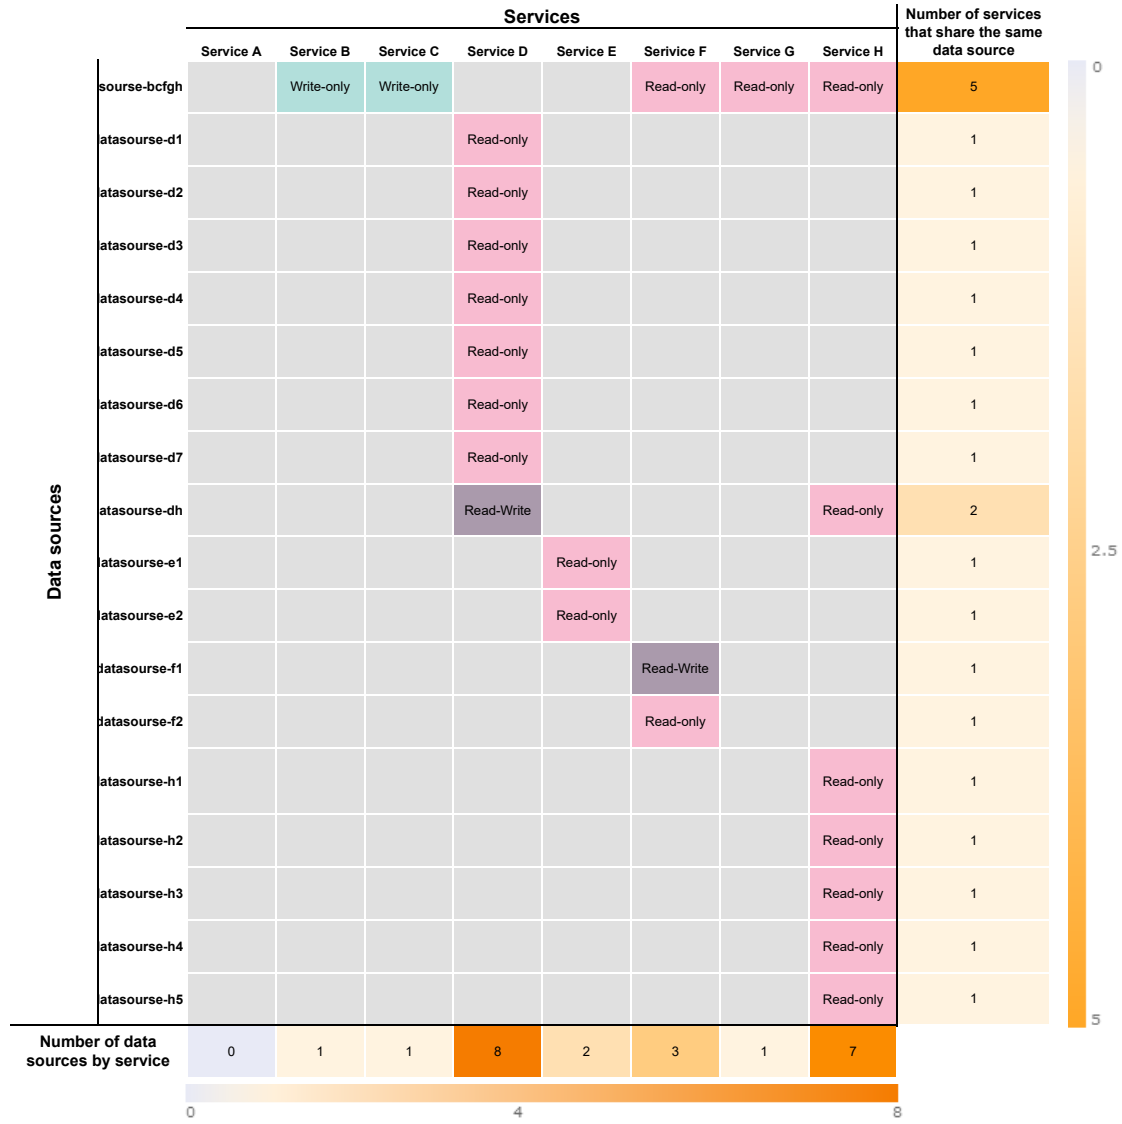 Services
Number of services
that share the same
data source
Service A Service B Service C Service D Service E Serivice F Service G Service H
0
sourse-bcfgh Write-only Write-only Read-only Read-only Read-only 5
atasourse-d1 Read-only 1
atasourse-d2 Read-only 1
atasourse-d3 Read-only 1
atasourse-d4 Read-only 1
atasourse-d5 Read-only 1
atasourse-d6 Read-only 1
atasourse-d7 Read-only 1
Data sources
atasourse-dh Read-Write Read-only 2
2.5
atasourse-e1 Read-only 1
atasourse-e2 Read-only 1
datasourse-f1 Read-Write 1
datasourse-f2 Read-only 1
atasourse-h1 Read-only 1
atasourse-h2 Read-only 1
atasourse-h3 Read-only 1
atasourse-h4 Read-only 1
atasourse-h5 Read-only 1
5
Number of data
sources by service
0 1 1 8 2 3 1 7
0 4 8